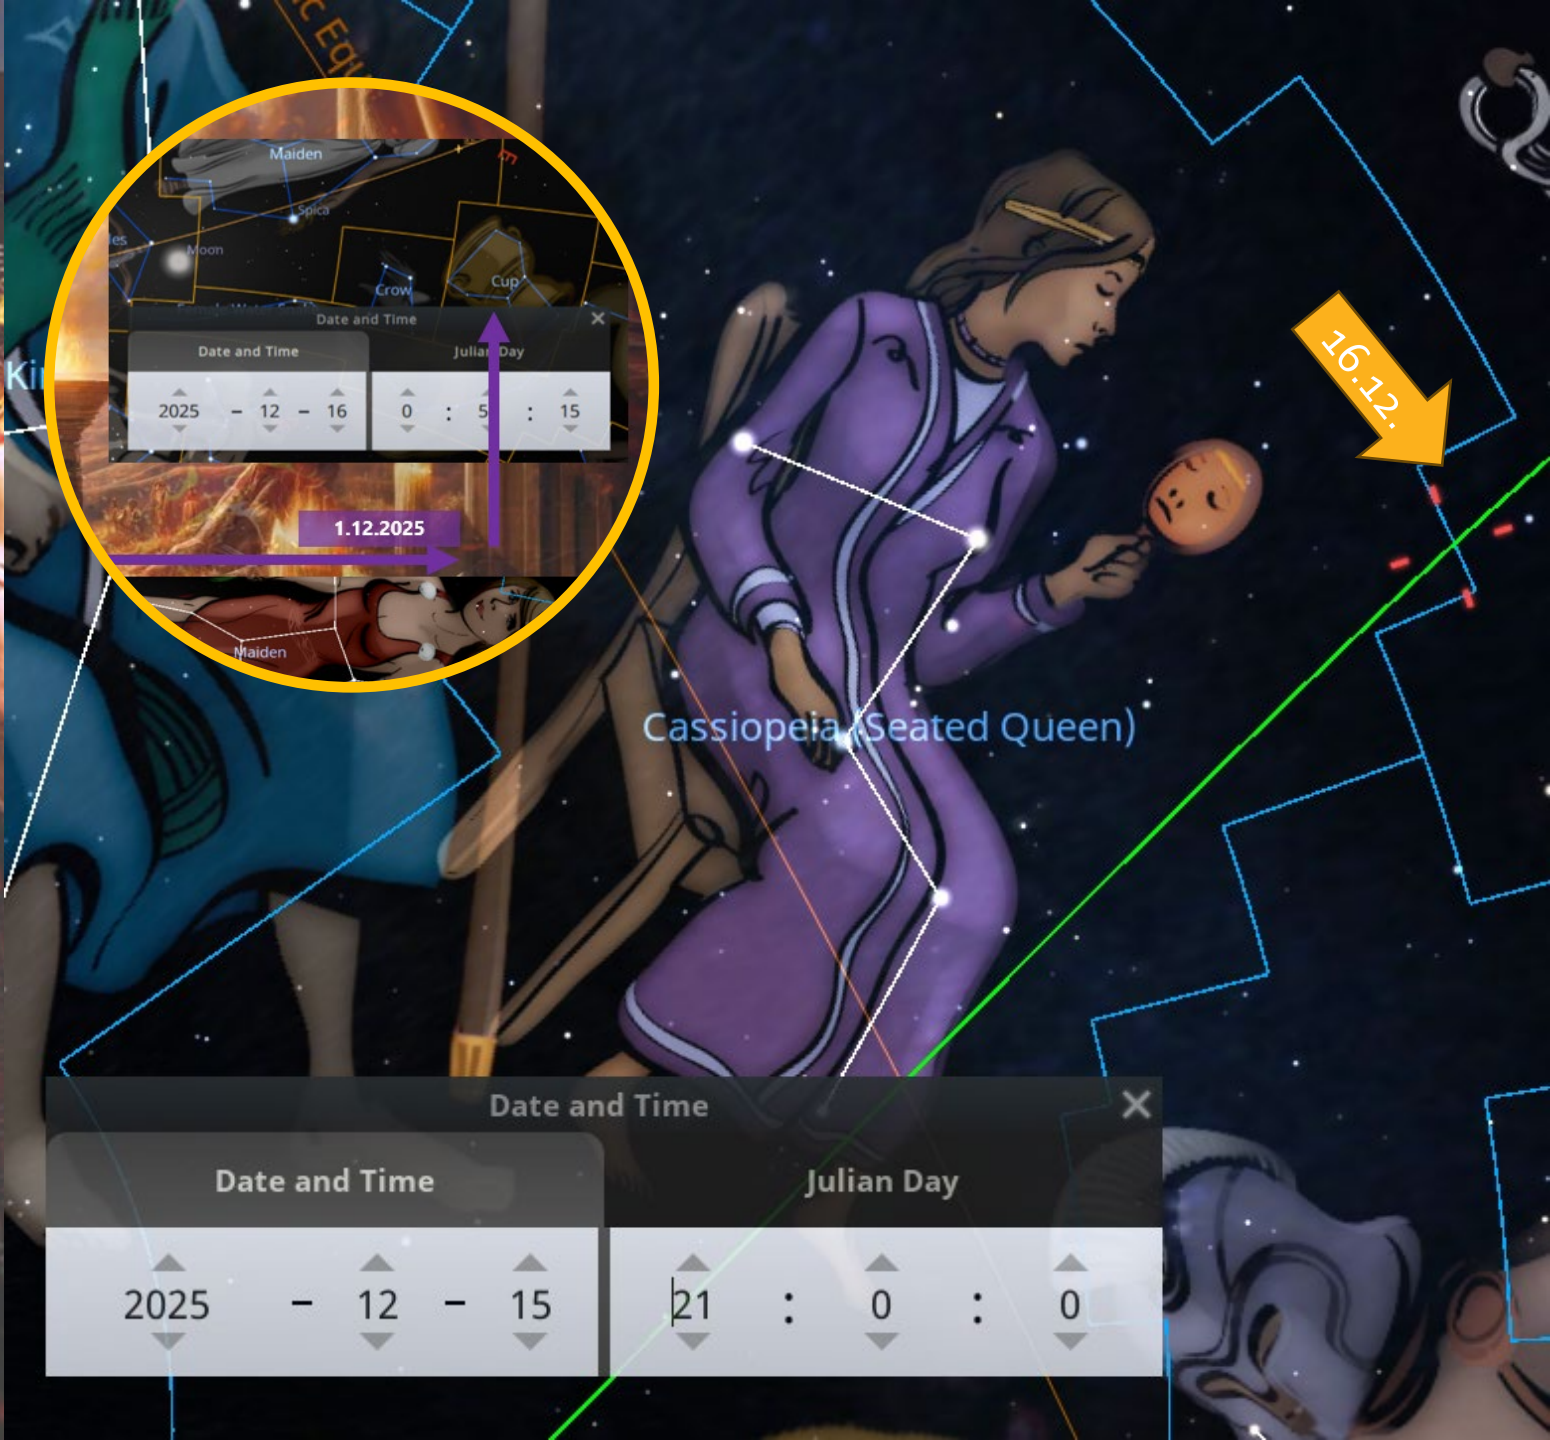 c Equ
Maiden
Spica
Moon
Crow
Cup
Date and Time
Date and Time
Julian Day
2025 - 12 - 16
0 : 5 : 15
1.12.2025
Maiden
16.12.
Cassiopeia (Seated Queen)
Date and Time
Date and Time
Julian Day
2025 - 12 - 15
21 : 0 : 0